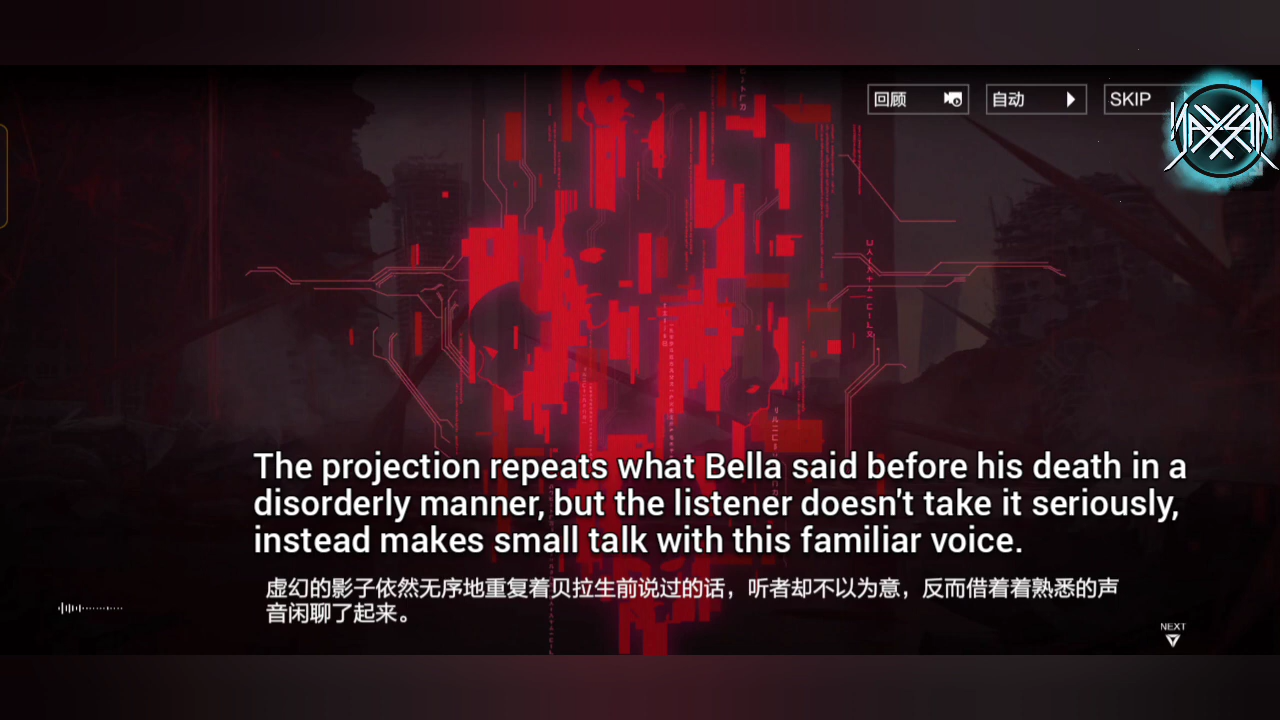 回顾
自动
SKIP
NAYSAN
The projection repeats what Bella said before his death in a
disorderly manner, but the listener doesn't take it seriously,
instead makes small talk with this familiar voice.
虚幻的影子依然无序地重复着贝拉生前说过的话，听者却不以为意，反而借着着熟悉的声
音闲聊了起来。
NEXT